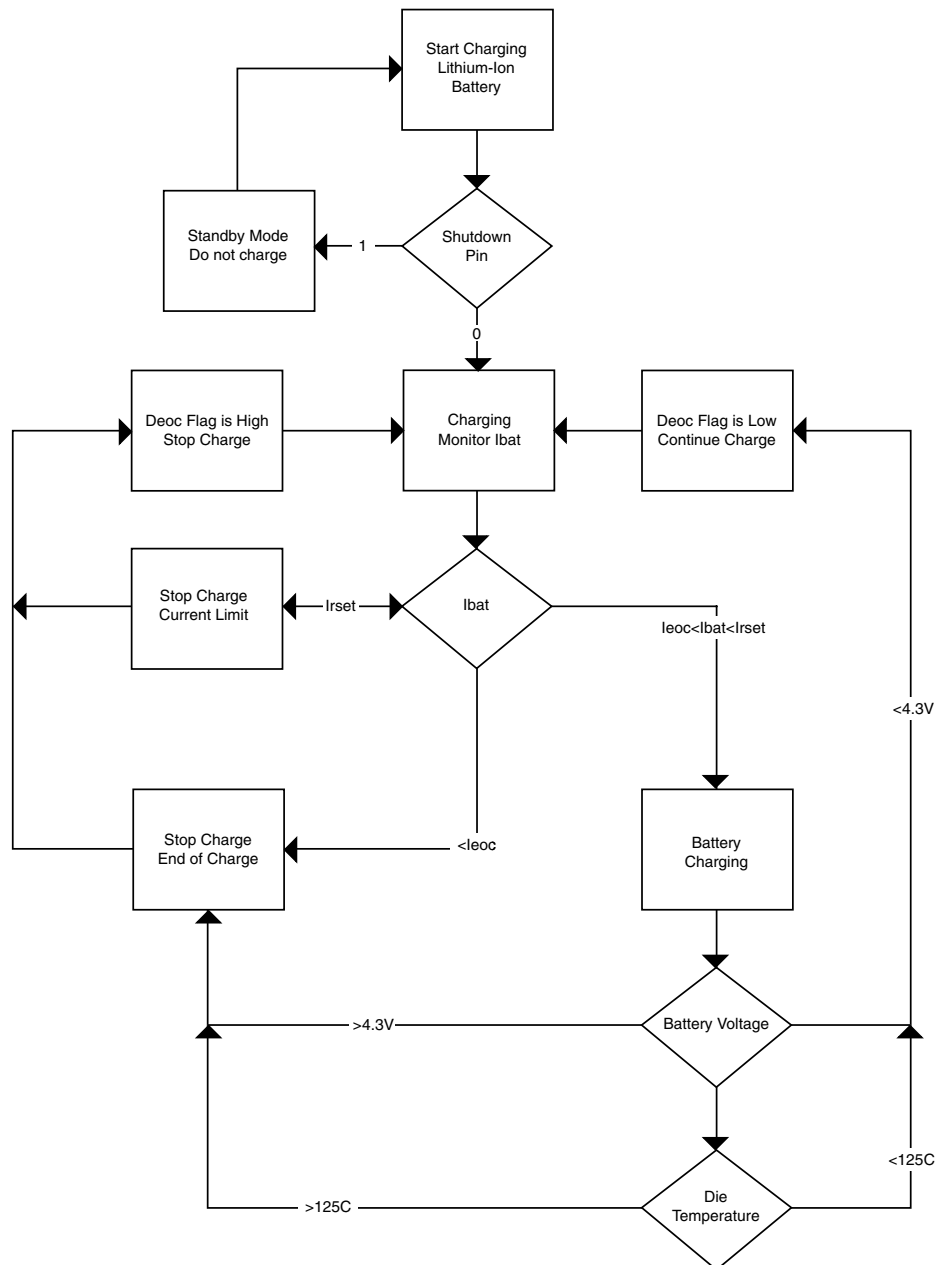 Start Charging
Lithium-Ion
Battery
Standby Mode
Do not charge
1
Shutdown
Pin
0
Deoc Flag is High
Stop Charge
Charging
Monitor Ibat
Deoc Flag is Low
Continue Charge
Stop Charge
Current Limit
Irset
Ibat
Ieoc<Ibat<Irset
<4.3V
Stop Charge
End of Charge
<Ieoc
Battery
Charging
>4.3V
Battery Voltage
<125C
>125C
Die
Temperature